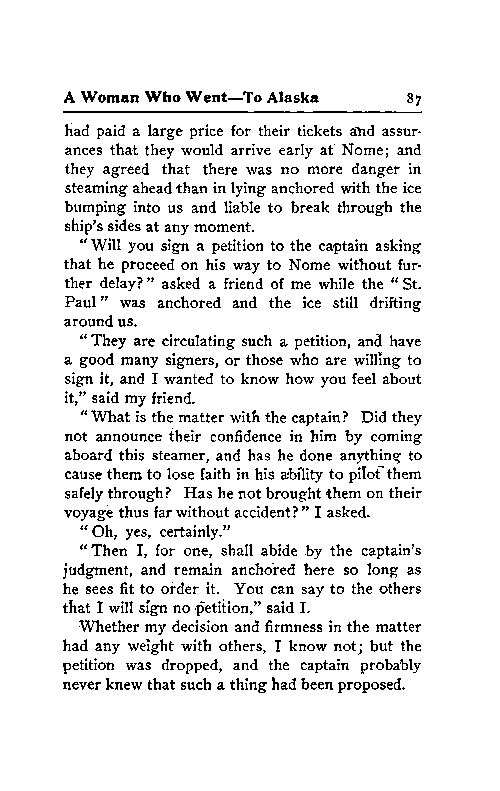 A Woman Who Went—To Alaska 87
had paid a large price for their tickets and assur-
ances that they would arrive early at Nome; and
they agreed that there was no more danger in
steaming ahead than in lying anchored with the ice
bumping into us and liable to break through the
ship's sides at any moment.
"Will you sign a petition to the captain asking
that he proceed on his way to Nome without fur-
ther delay?" asked a friend of me while the "St.
Paul" was anchored and the ice still drifting
around us.
"They are circulating such a petition, and have
a good many signers, or those who are willing to
sign it, and I wanted to know how you feel about
it," said my friend.
"What is the matter with the captain? Did they
not announce their confidence in him by coming
aboard this steamer, and has he done anything to
cause them to lose faith in his ability to pilot them
safely through? Has he not brought them on their
voyage thus far without accident?" I asked.
"Oh, yes, certainly."
"Then I, for one, shall abide by the captain's
judgment, and remain anchored here so long as
he sees fit to order it. You can say to the others
that I will sign no petition," said I.
Whether my decision and firmness in the matter
had any weight with others, I know not; but the
petition was dropped, and the captain probably
never knew that such a thing had been proposed.